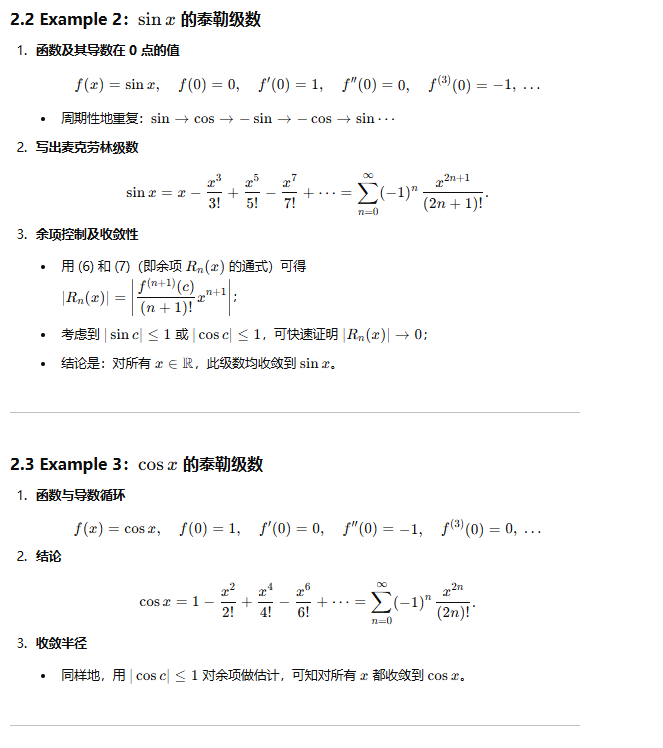 2.2 Example 2：sin x 的泰勒级数
1. 函数及其导数在 0 点的值
f(x) = sin x, f(0) = 0, f′(0) = 1, f″(0) = 0, f⁽³⁾(0) = −1, …
• 周期性地重复：sin → cos → − sin → − cos → sin ⋯
2. 写出麦克劳林级数
sin x = x − x³/3! + x⁵/5! − x⁷/7! + ⋯ = ∑_{n=0}^{∞} (−1)ⁿ x^{2n+1}/(2n+1)!.
3. 余项控制及收敛性
• 用 (6) 和 (7)（即余项 Rₙ(x) 的通式）可得
|Rₙ(x)| = |f^{(n+1)}(c)/(n+1)! x^{n+1}|；
• 考虑到 | sin c| ≤ 1 或 | cos c| ≤ 1，可快速证明 |Rₙ(x)| → 0；
• 结论是：对所有 x ∈ ℝ，此级数均收敛到 sin x。
2.3 Example 3：cos x 的泰勒级数
1. 函数与导数循环
f(x) = cos x, f(0) = 1, f′(0) = 0, f″(0) = −1, f⁽³⁾(0) = 0, …
2. 结论
cos x = 1 − x²/2! + x⁴/4! − x⁶/6! + ⋯ = ∑_{n=0}^{∞} (−1)ⁿ x^{2n}/(2n)!.
3. 收敛半径
• 同样地，用 | cos c| ≤ 1 对余项做估计，可知对所有 x 都收敛到 cos x。